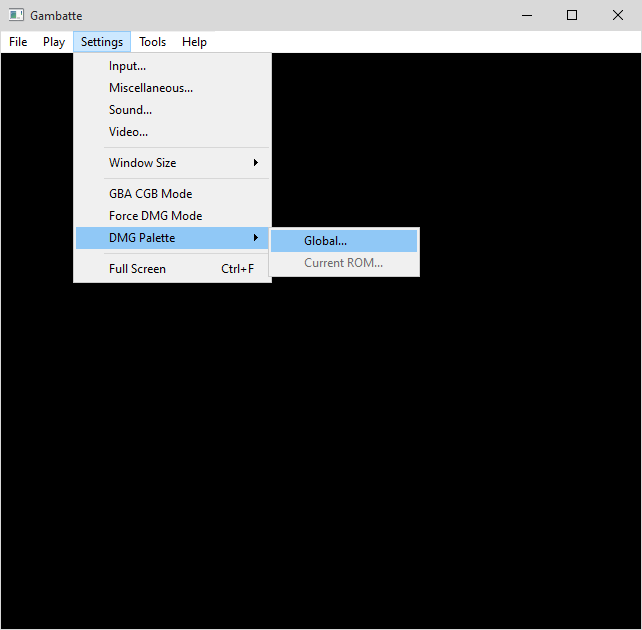 Gambatte
File Play Settings Tools Help
Input...
Miscellaneous...
Sound...
Video...
Window Size
GBA CGB Mode
Force DMG Mode
DMG Palette
Global...
Current ROM...
Full Screen Ctrl+F